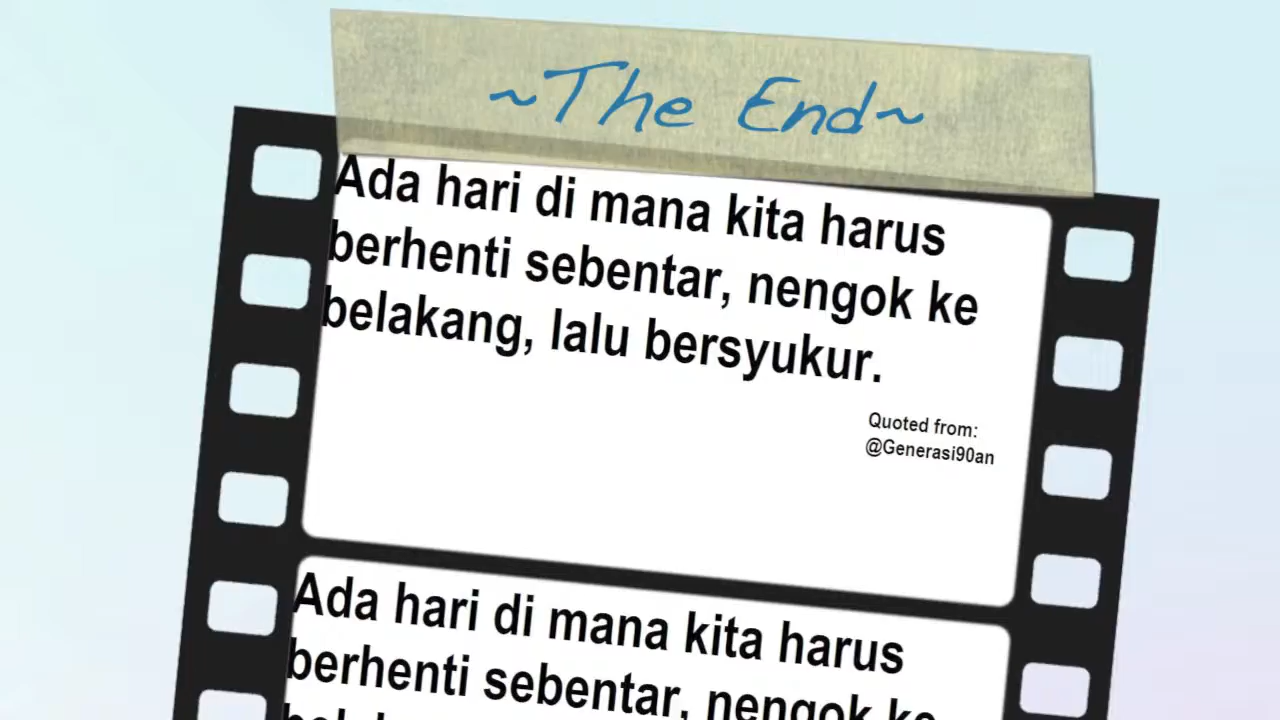 ~The End~
Ada hari di mana kita harus
berhenti sebentar, nengok ke
belakang, lalu bersyukur.
Quoted from:
@Generasi90an
Ada hari di mana kita harus
berhenti sebentar, nengok ke